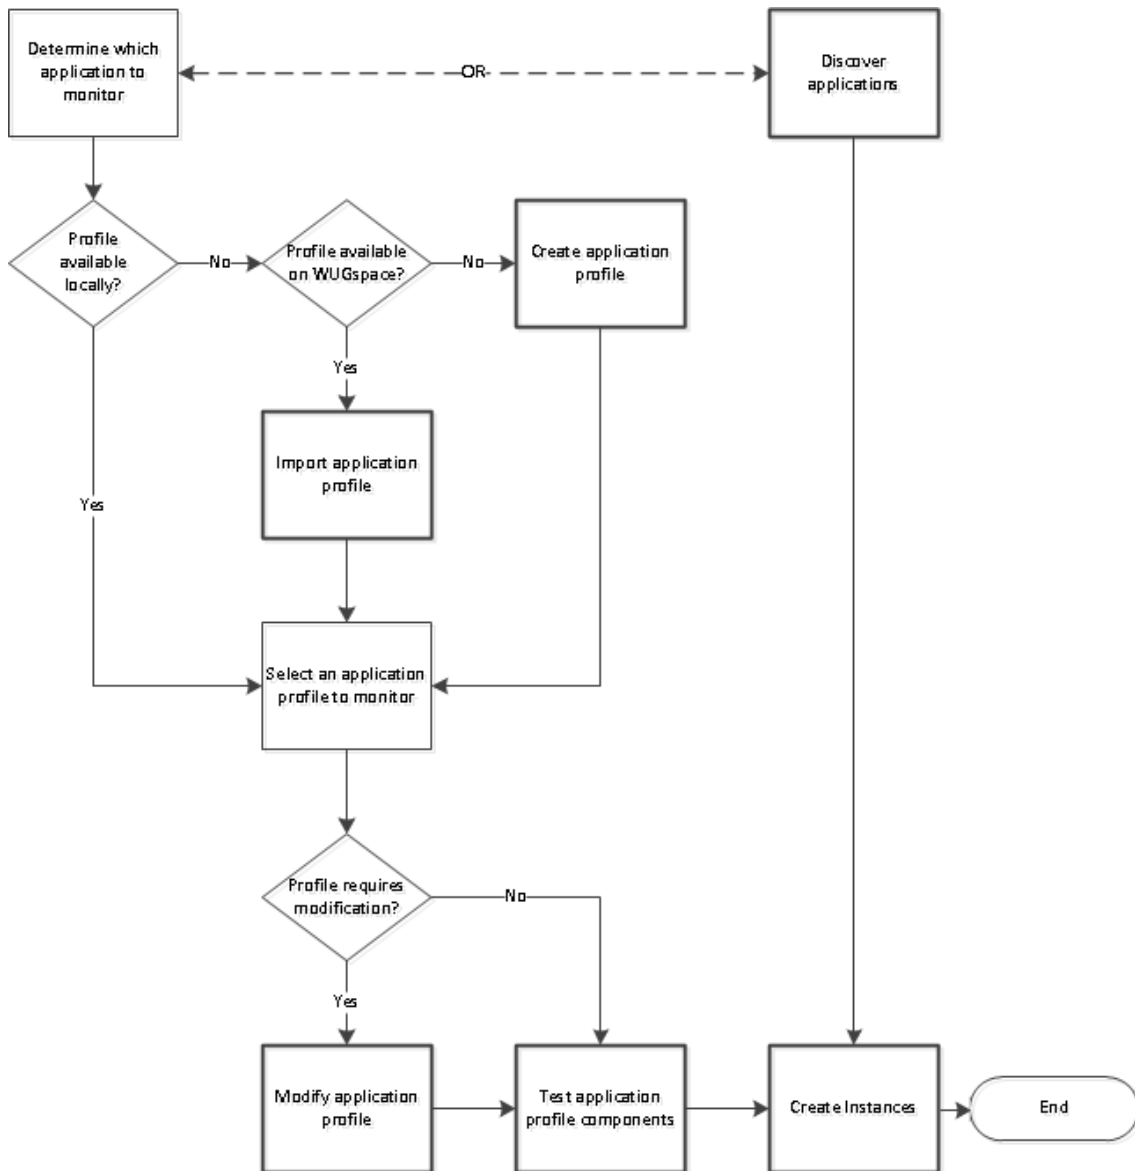 Determine which
application to
monitor
OR
Discover
applications
Profile
available
locally?
No
Profile available
on WUGspace?
No
Create application
profile
Yes
Import application
profile
Yes
Select an application
profile to monitor
Profile requires
modification?
No
Yes
Modify application
profile
Test application
profile components
Create Instances
End